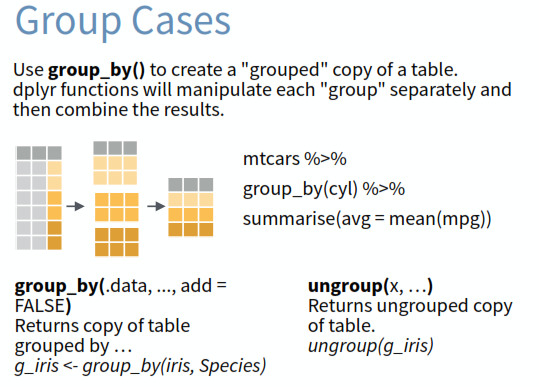 Group Cases
Use group_by() to create a "grouped" copy of a table.
dplyr functions will manipulate each "group" separately and
then combine the results.
mtcars %>%
group_by(cyl) %>%
summarise(avg = mean(mpg))
group_by(.data, ..., add =
FALSE)
Returns copy of table
grouped by …
g_iris <- group_by(iris, Species)
ungroup(x, …)
Returns ungrouped copy
of table.
ungroup(g_iris)